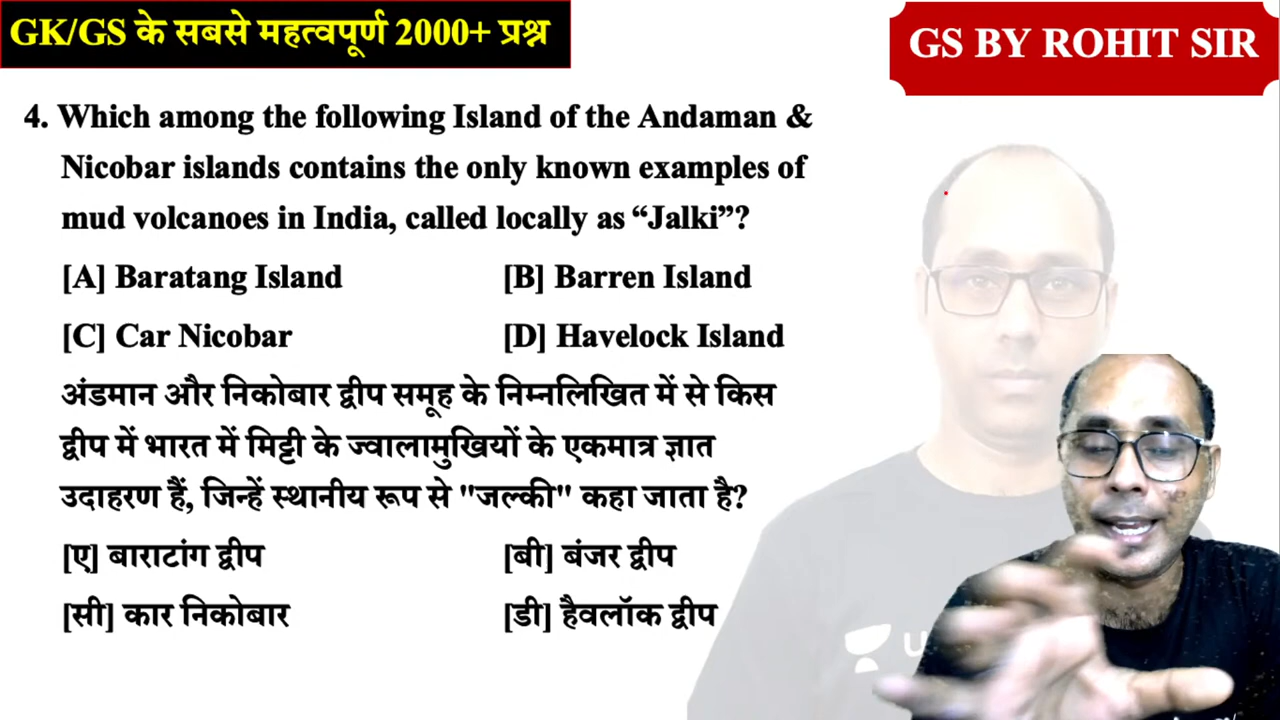 GK/GS के सबसे महत्वपूर्ण 2000+ प्रश्न
GS BY ROHIT SIR
4. Which among the following Island of the Andaman &
Nicobar islands contains the only known examples of
mud volcanoes in India, called locally as “Jalki”?
[A] Baratang Island [B] Barren Island
[C] Car Nicobar [D] Havelock Island
अंडमान और निकोबार द्वीप समूह के निम्नलिखित में से किस
द्वीप में भारत में मिट्टी के ज्वालामुखियों के एकमात्र ज्ञात
उदाहरण हैं, जिन्हें स्थानीय रूप से "जल्की" कहा जाता है?
[ए] बाराटांग द्वीप [बी] बंजर द्वीप
[सी] कार निकोबार [डी] हैवलॉक द्वीप